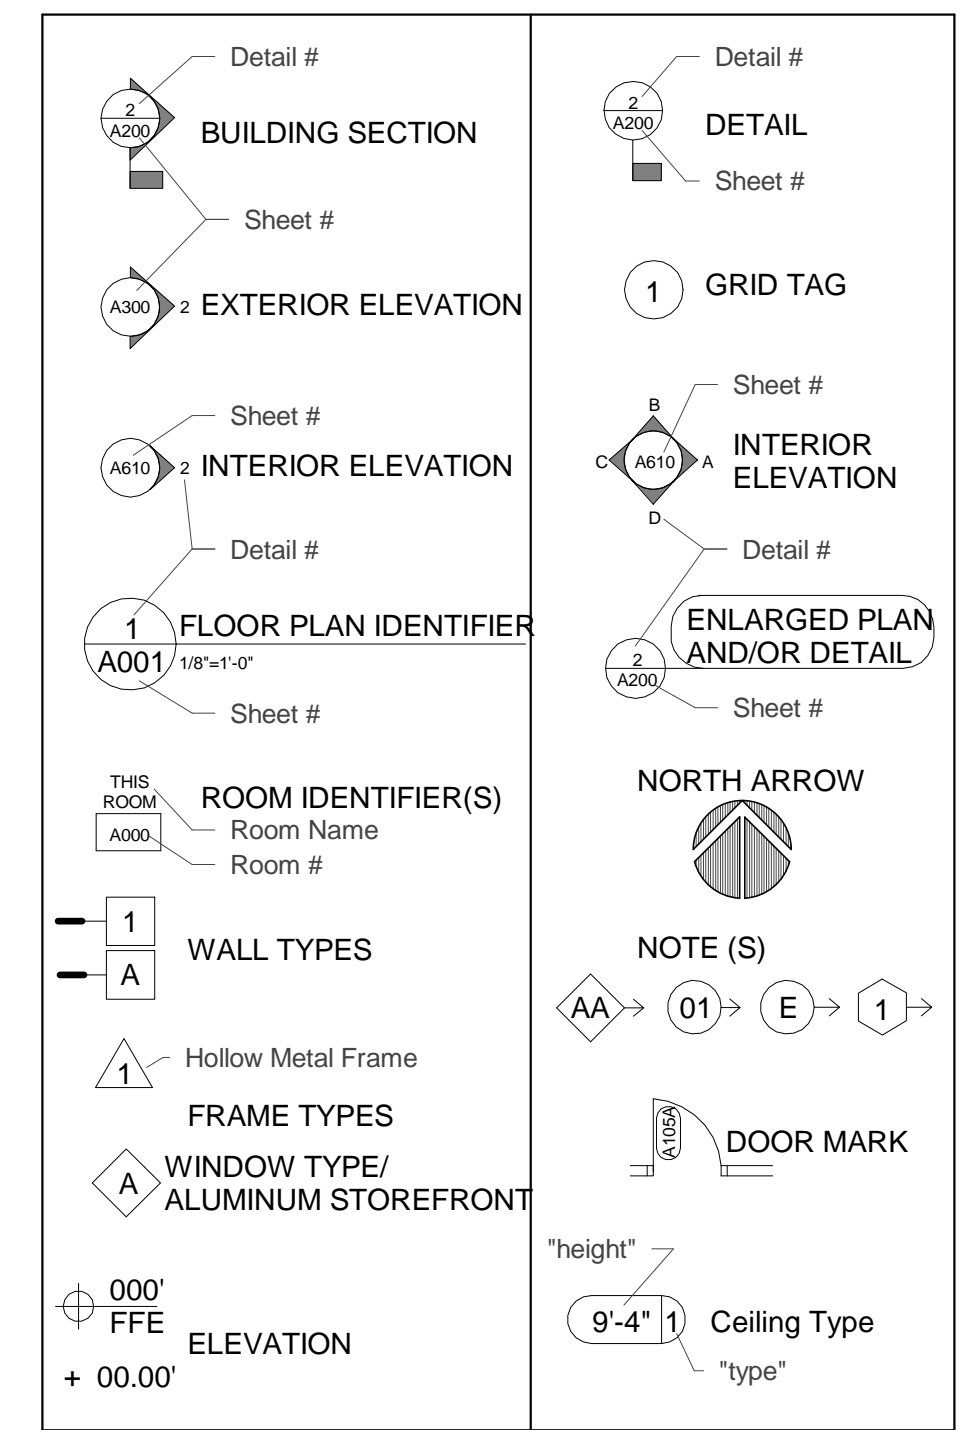 Detail #
2
A200
BUILDING SECTION
Sheet #
A300
2
EXTERIOR ELEVATION
Sheet #
A610
2
INTERIOR ELEVATION
Detail #
1
FLOOR PLAN IDENTIFIER
A001
1/8"=1'-0"
Sheet #
THIS
ROOM
ROOM IDENTIFIER(S)
A000
Room Name
Room #
1
WALL TYPES
A
Hollow Metal Frame
1
FRAME TYPES
WINDOW TYPE/
A
ALUMINUM STOREFRONT
000'
FFE
ELEVATION
+ 00.00'
Detail #
2
A200
DETAIL
Sheet #
1
GRID TAG
Sheet #
B
C
A610
A
D
INTERIOR
ELEVATION
Detail #
ENLARGED PLAN
AND/OR DETAIL
2
A200
Sheet #
NORTH ARROW
NOTE (S)
AA
01
E
1
A105A
DOOR MARK
"height"
9'-4"
1
Ceiling Type
"type"